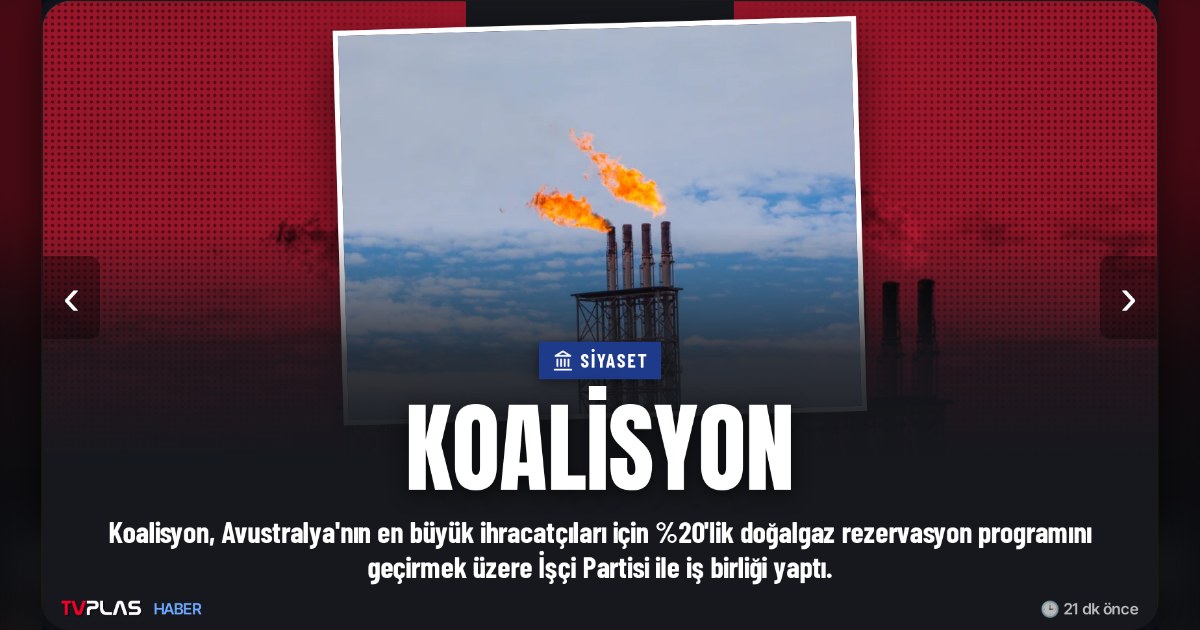 SİYASET
KOALİSYON
Koalisyon, Avustralya'nın en büyük ihracatçıları için %20'lik doğalgaz rezervasyon programını
geçirmek üzere İşçi Partisi ile iş birliği yaptı.
TVPLAS HABER
21 dk önce